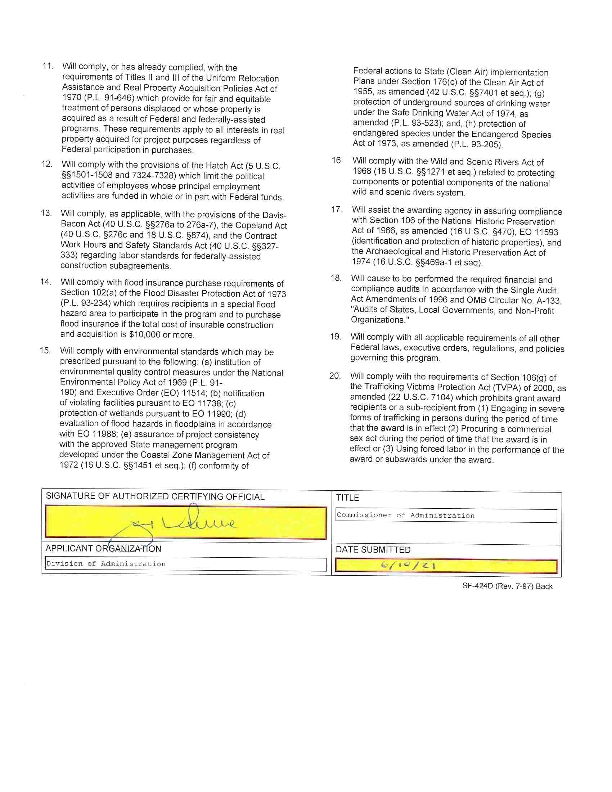 11. Will comply, or has already complied, with the
requirements of Titles II and III of the Uniform Relocation
Assistance and Real Property Acquisition Policies Act of
1970 (P.L. 91-646) which provide for fair and equitable
treatment of persons displaced or whose property is
acquired as a result of Federal and federally-assisted
programs. These requirements apply to all interests in real
property acquired for project purposes regardless of
Federal participation in purchases.
12. Will comply with the provisions of the Hatch Act (5 U.S.C.
§§1501-1508 and 7324-7328) which limit the political
activities of employees whose principal employment
activities are funded in whole or in part with Federal funds.
13. Will comply, as applicable, with the provisions of the Davis-
Bacon Act (40 U.S.C. §§276a to 276a-7), the Copeland Act
(40 U.S.C. §276c and 18 U.S.C. §874), and the Contract
Work Hours and Safety Standards Act (40 U.S.C. §§327-
333) regarding labor standards for federally-assisted
construction subagreements.
14. Will comply with flood insurance purchase requirements of
Section 102(a) of the Flood Disaster Protection Act of 1973
(P.L. 93-234) which requires recipients in a special flood
hazard area to participate in the program and to purchase
flood insurance if the total cost of insurable construction
and acquisition is $10,000 or more.
15. Will comply with environmental standards which may be
prescribed pursuant to the following: (a) institution of
environmental quality control measures under the National
Environmental Policy Act of 1969 (P.L. 91-
190) and Executive Order (EO) 11514; (b) notification
of violating facilities pursuant to EO 11738; (c)
protection of wetlands pursuant to EO 11990; (d)
evaluation of flood hazards in floodplains in accordance
with EO 11988; (e) assurance of project consistency
with the approved State management program
developed under the Coastal Zone Management Act of
1972 (16 U.S.C. §§1451 et seq.); (f) conformity of
Federal actions to State (Clean Air) implementation
Plans under Section 176(c) of the Clean Air Act of
1955, as amended (42 U.S.C. §§7401 et seq.); (g)
protection of underground sources of drinking water
under the Safe Drinking Water Act of 1974, as
amended (P.L. 93-523); and, (h) protection of
endangered species under the Endangered Species
Act of 1973, as amended (P.L. 93-205).
16 Will comply with the Wild and Scenic Rivers Act of
1968 (16 U.S.C. §§1271 et seq.) related to protecting
components or potential components of the national
wild and scenic rivers system.
17. Will assist the awarding agency in assuring compliance
with Section 106 of the National Historic Preservation
Act of 1966, as amended (16 U.S.C. §470), EO 11593
(identification and protection of historic properties), and
the Archaeological and Historic Preservation Act of
1974 (16 U.S.C. §§469a-1 et seq).
18. Will cause to be performed the required financial and
compliance audits in accordance with the Single Audit
Act Amendments of 1996 and OMB Circular No. A-133,
"Audits of States, Local Governments, and Non-Profit
Organizations."
19. Will comply with all applicable requirements of all other
Federal laws, executive orders, regulations, and policies
governing this program.
20. Will comply with the requirements of Section 106(g) of
the Trafficking Victims Protection Act (TVPA) of 2000, as
amended (22 U.S.C. 7104) which prohibits grant award
recipients or a sub-recipient from (1) Engaging in severe
forms of trafficking in persons during the period of time
that the award is in effect (2) Procuring a commercial
sex act during the period of time that the award is in
effect or (3) Using forced labor in the performance of the
award or subawards under the award.
SIGNATURE OF AUTHORIZED CERTIFYING OFFICIAL
TITLE
Commissioner of Administration
APPLICANT ORGANIZATION
DATE SUBMITTED
Division of Administration
6/10/21
SF-424D (Rev. 7-97) Back